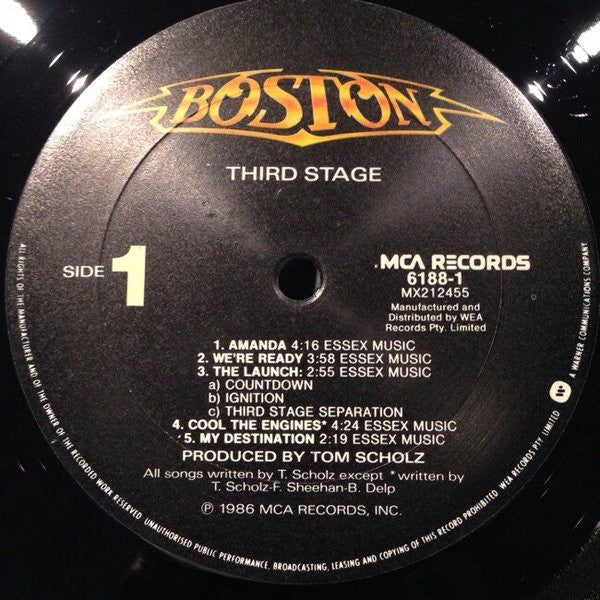 BOSTON
THIRD STAGE
SIDE 1
MCA RECORDS
6188-1
MX212455
Manufactured and
Distributed by WEA
Records Pty. Limited
1. AMANDA 4:16 ESSEX MUSIC
2. WE'RE READY 3:58 ESSEX MUSIC
3. THE LAUNCH: 2:55 ESSEX MUSIC
a) COUNTDOWN
b) IGNITION
c) THIRD STAGE SEPARATION
4. COOL THE ENGINES* 4:24 ESSEX MUSIC
5. MY DESTINATION 2:19 ESSEX MUSIC
PRODUCED BY TOM SCHOLZ
All songs written by T. Scholz except * written by
T. Scholz-F. Sheehan-B. Delp
℗ 1986 MCA RECORDS, INC.
ALL RIGHTS OF THE MANUFACTURER AND OF THE OWNER OF THE RECORDED WORK RESERVED. UNAUTHORISED PUBLIC PERFORMANCE, BROADCASTING, LEASING AND COPYING OF THIS RECORD PROHIBITED. WEA RECORDS PTY. LIMITED
A WARNER COMMUNICATIONS COMPANY.